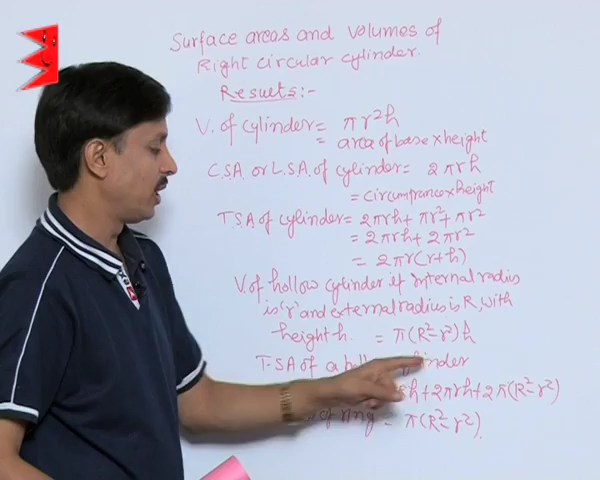 Surface areas and volumes of
Right circular cylinder.
Results:-
V. of cylinder = πr²h
= area of base × height
C.S.A. or L.S.A. of cylinder = 2πrh
= circumfrance × height
T.S.A of cylinder = 2πrh + πr² + πr²
= 2πrh + 2πr²
= 2πr(r+h)
V. of hollow cylinder if internal radius
is 'r' and external radius is R, with
height h. = π(R²-r²)h
T.S.A of a cylinder
h + 2πrh + 2π(R²-r²)
of ring = π(R²-r²).